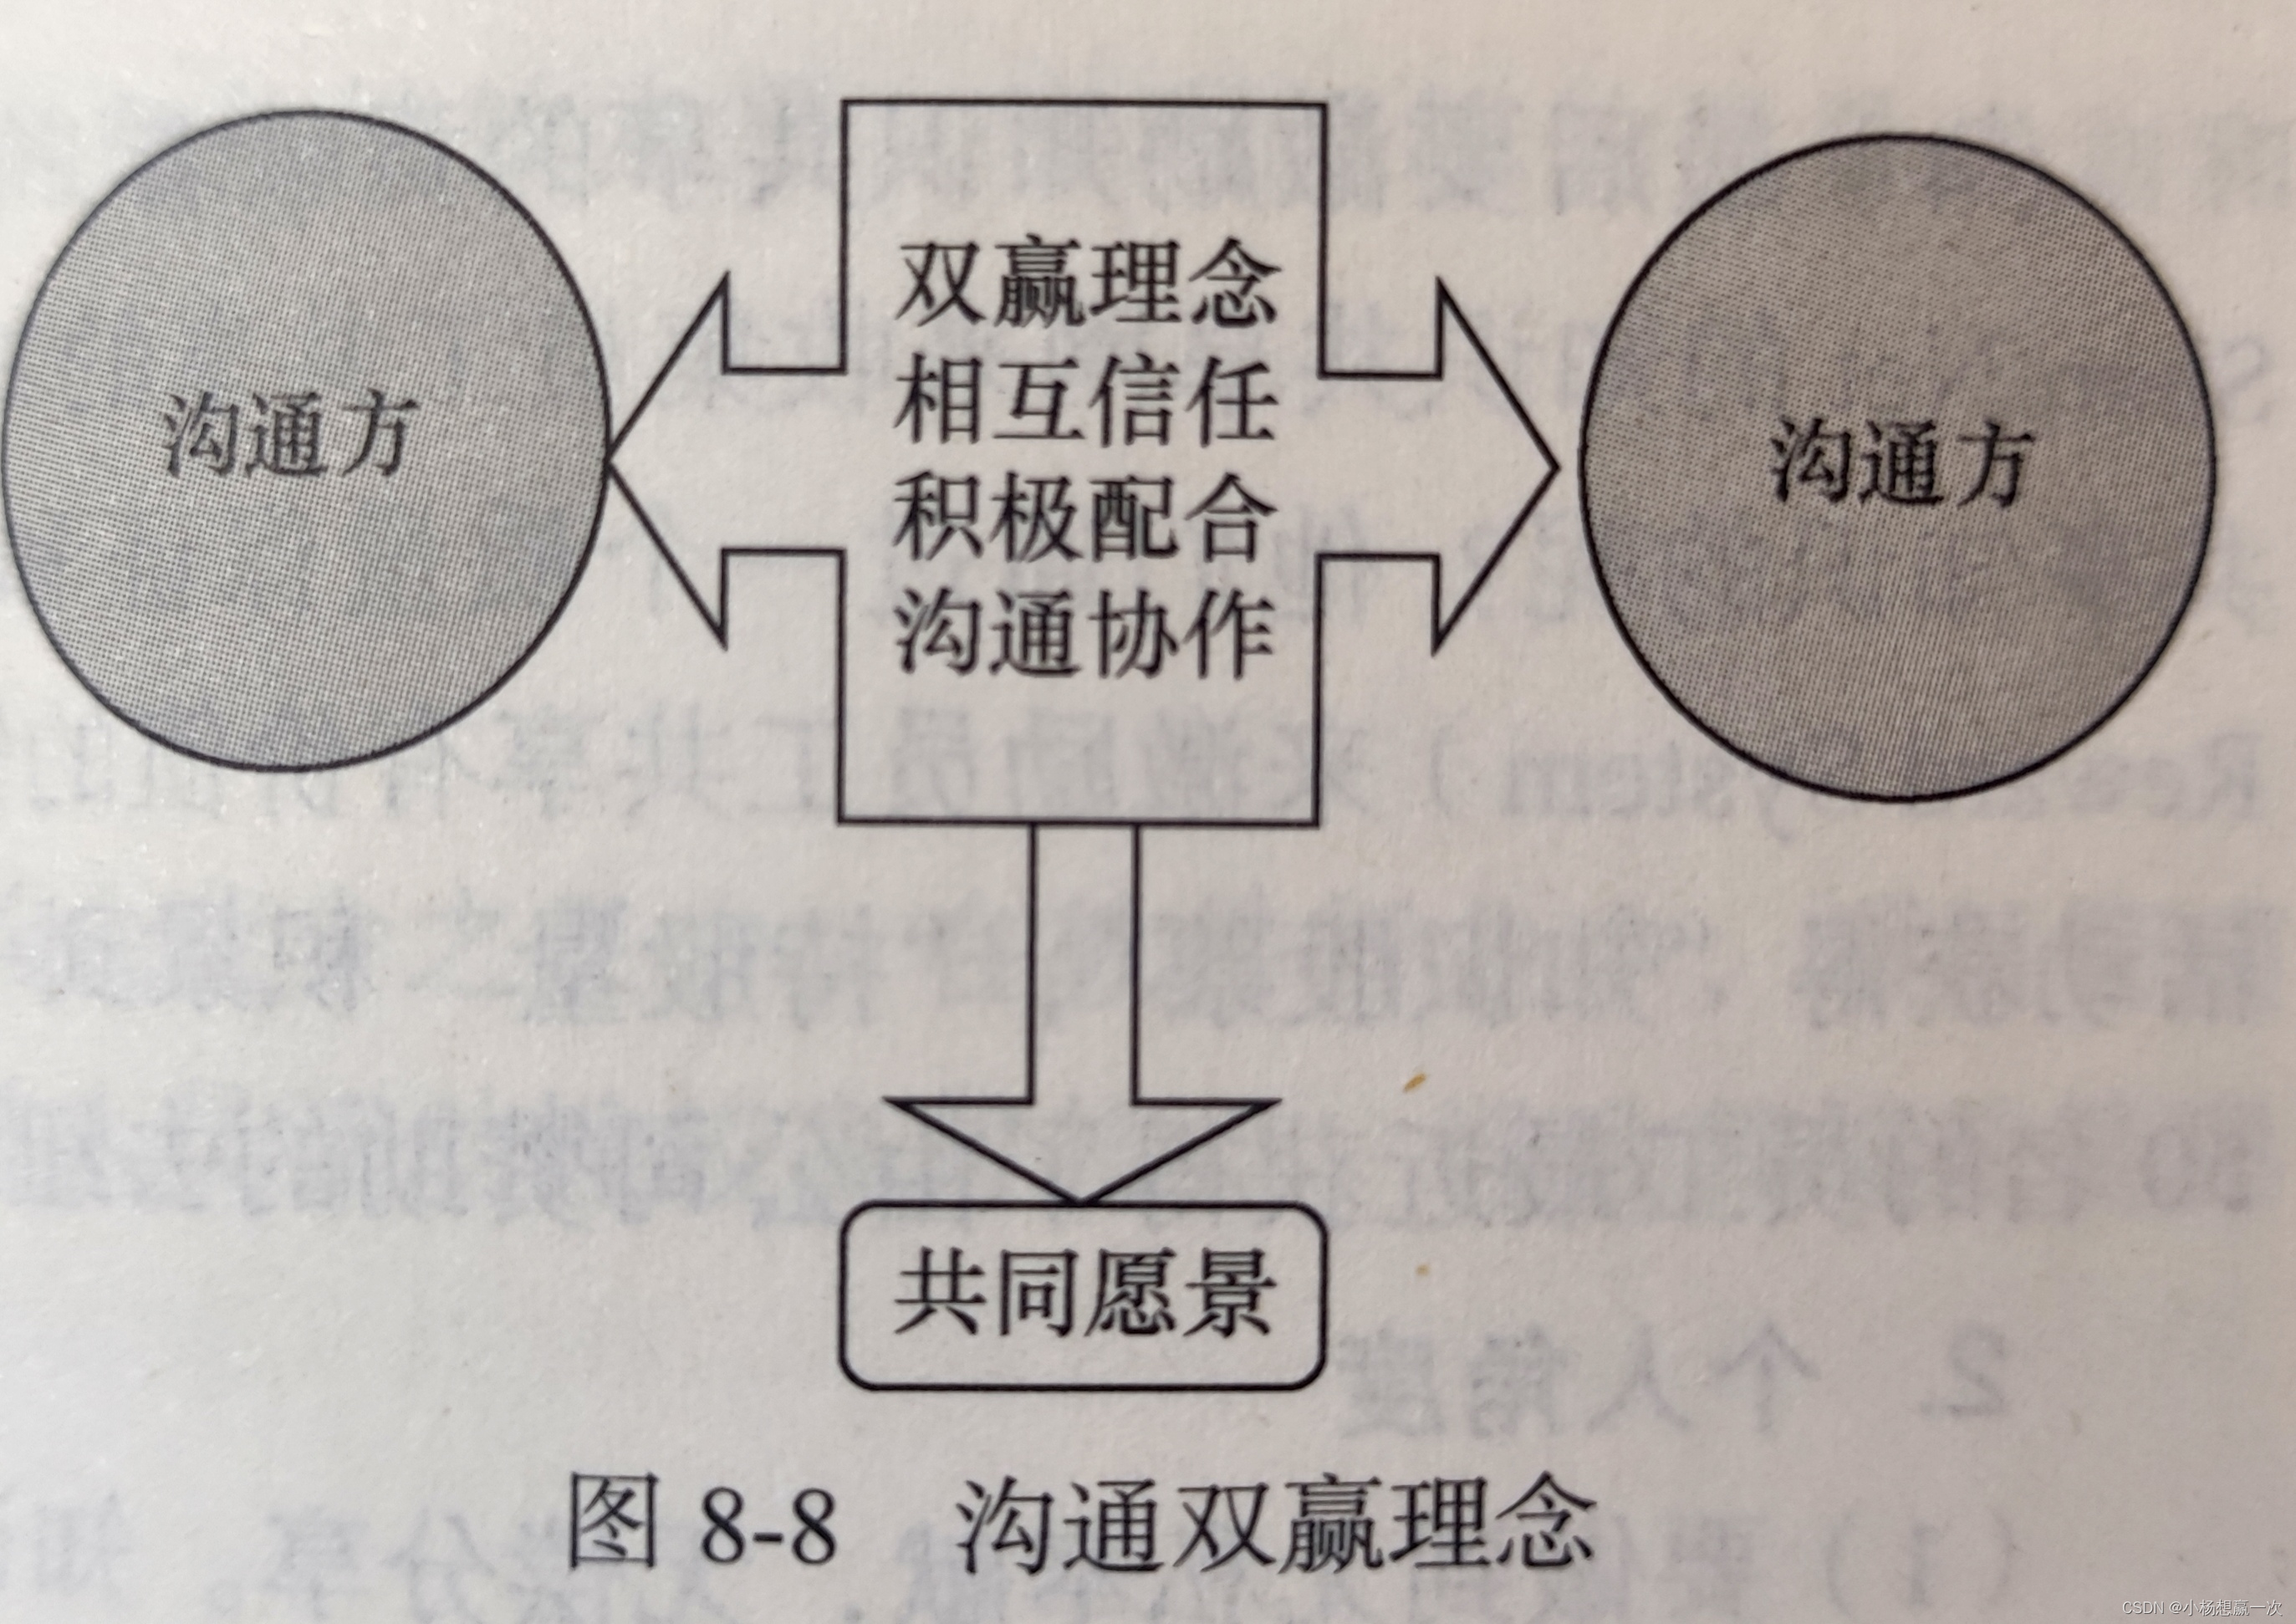 沟通方
双赢理念
相互信任
积极配合
沟通协作
沟通方
共同愿景
图 8-8 沟通双赢理念
CSDN @小杨想赢一次